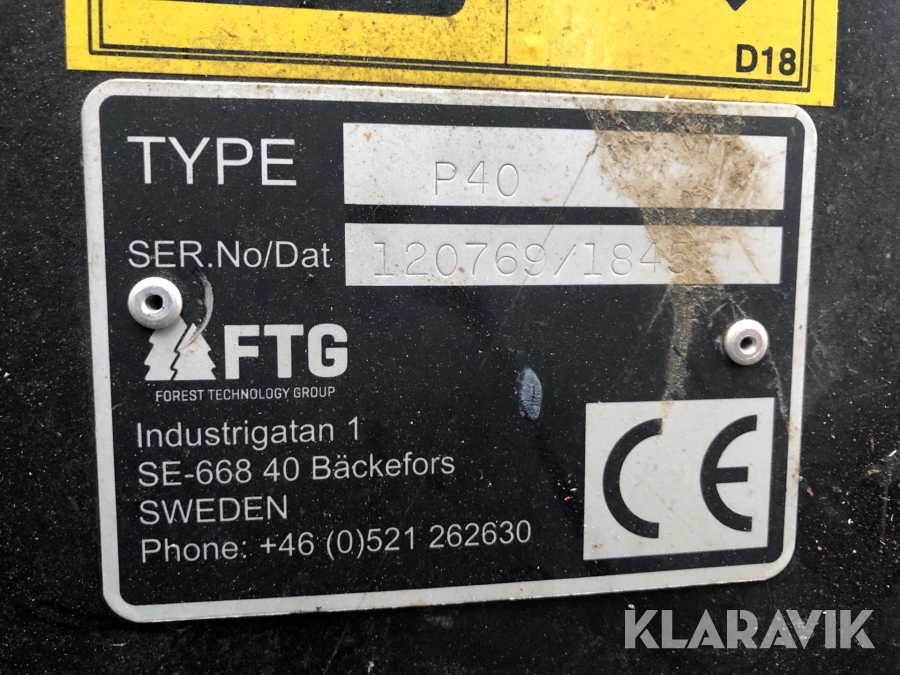 D18
TYPE P40
SER.No/Dat 120769/1845
FTG
FOREST TECHNOLOGY GROUP
Industrigatan 1
SE-668 40 Bäckefors
SWEDEN
Phone: +46 (0)521 262630
CE
KLARAVIK